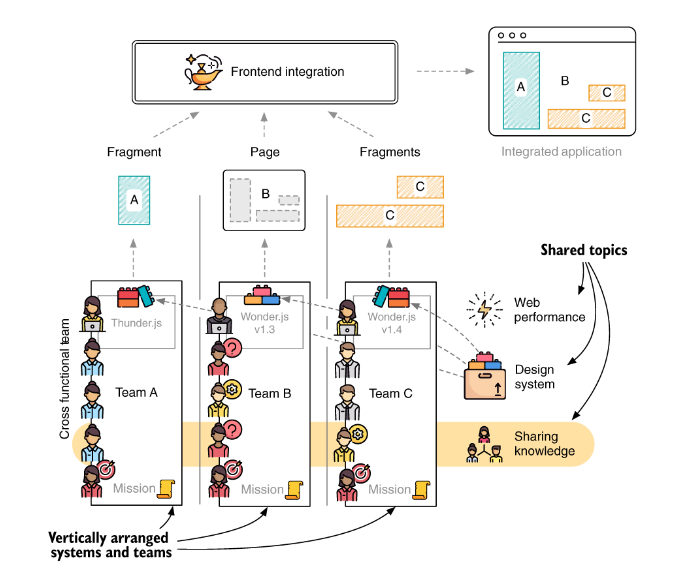 Frontend integration
A
B
C
C
Integrated application
Fragment
Page
Fragments
A
B
C
C
Shared topics
Web
performance
Design
system
Sharing
knowledge
Cross functional team
Thunder.js
Team A
Mission
Wonder.js
v1.3
Team B
Mission
Wonder.js
v1.4
Team C
Mission
Vertically arranged
systems and teams